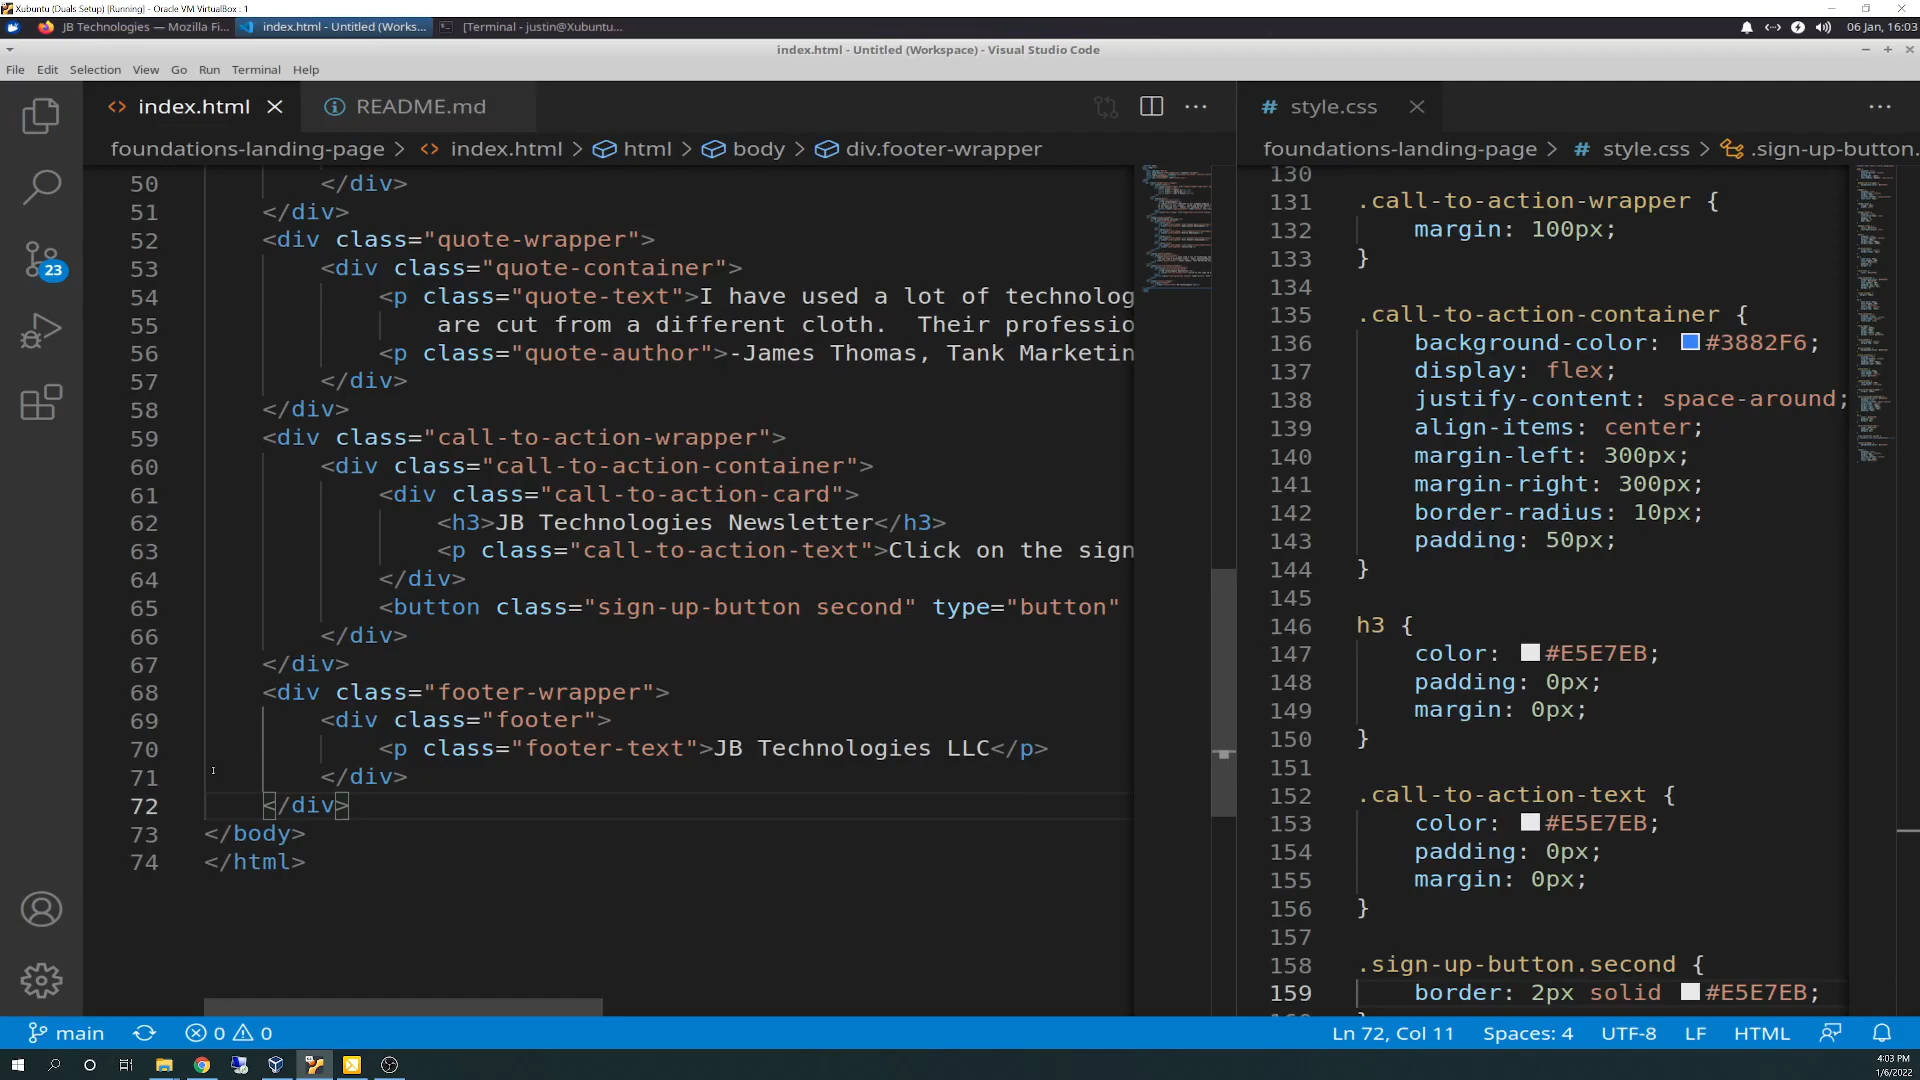 Xubuntu (Duals Setup) [Running] - Oracle VM VirtualBox : 1
JB Technologies — Mozilla Fi...
index.html - Untitled (Works...
[Terminal - justin@Xubuntu...
06 Jan, 16:03
index.html - Untitled (Workspace) - Visual Studio Code
File Edit Selection View Go Run Terminal Help
index.html
README.md
foundations-landing-page > index.html > html > body > div.footer-wrapper
50 </div>
51 </div>
52 <div class="quote-wrapper">
53 <div class="quote-container">
54 <p class="quote-text">I have used a lot of technolog
55 are cut from a different cloth.  Their professio
56 <p class="quote-author">-James Thomas, Tank Marketin
57 </div>
58 </div>
59 <div class="call-to-action-wrapper">
60 <div class="call-to-action-container">
61 <div class="call-to-action-card">
62 <h3>JB Technologies Newsletter</h3>
63 <p class="call-to-action-text">Click on the sign
64 </div>
65 <button class="sign-up-button second" type="button"
66 </div>
67 </div>
68 <div class="footer-wrapper">
69 <div class="footer">
70 <p class="footer-text">JB Technologies LLC</p>
71 </div>
72 </div>
73 </body>
74 </html>
style.css
foundations-landing-page > # style.css > .sign-up-button.
130
131 .call-to-action-wrapper {
132 margin: 100px;
133 }
134
135 .call-to-action-container {
136 background-color: #3882F6;
137 display: flex;
138 justify-content: space-around;
139 align-items: center;
140 margin-left: 300px;
141 margin-right: 300px;
142 border-radius: 10px;
143 padding: 50px;
144 }
145
146 h3 {
147 color: #E5E7EB;
148 padding: 0px;
149 margin: 0px;
150 }
151
152 .call-to-action-text {
153 color: #E5E7EB;
154 padding: 0px;
155 margin: 0px;
156 }
157
158 .sign-up-button.second {
159 border: 2px solid #E5E7EB;
23
main
0 0
Ln 72, Col 11
Spaces: 4
UTF-8
LF
HTML
4:03 PM
1/6/2022